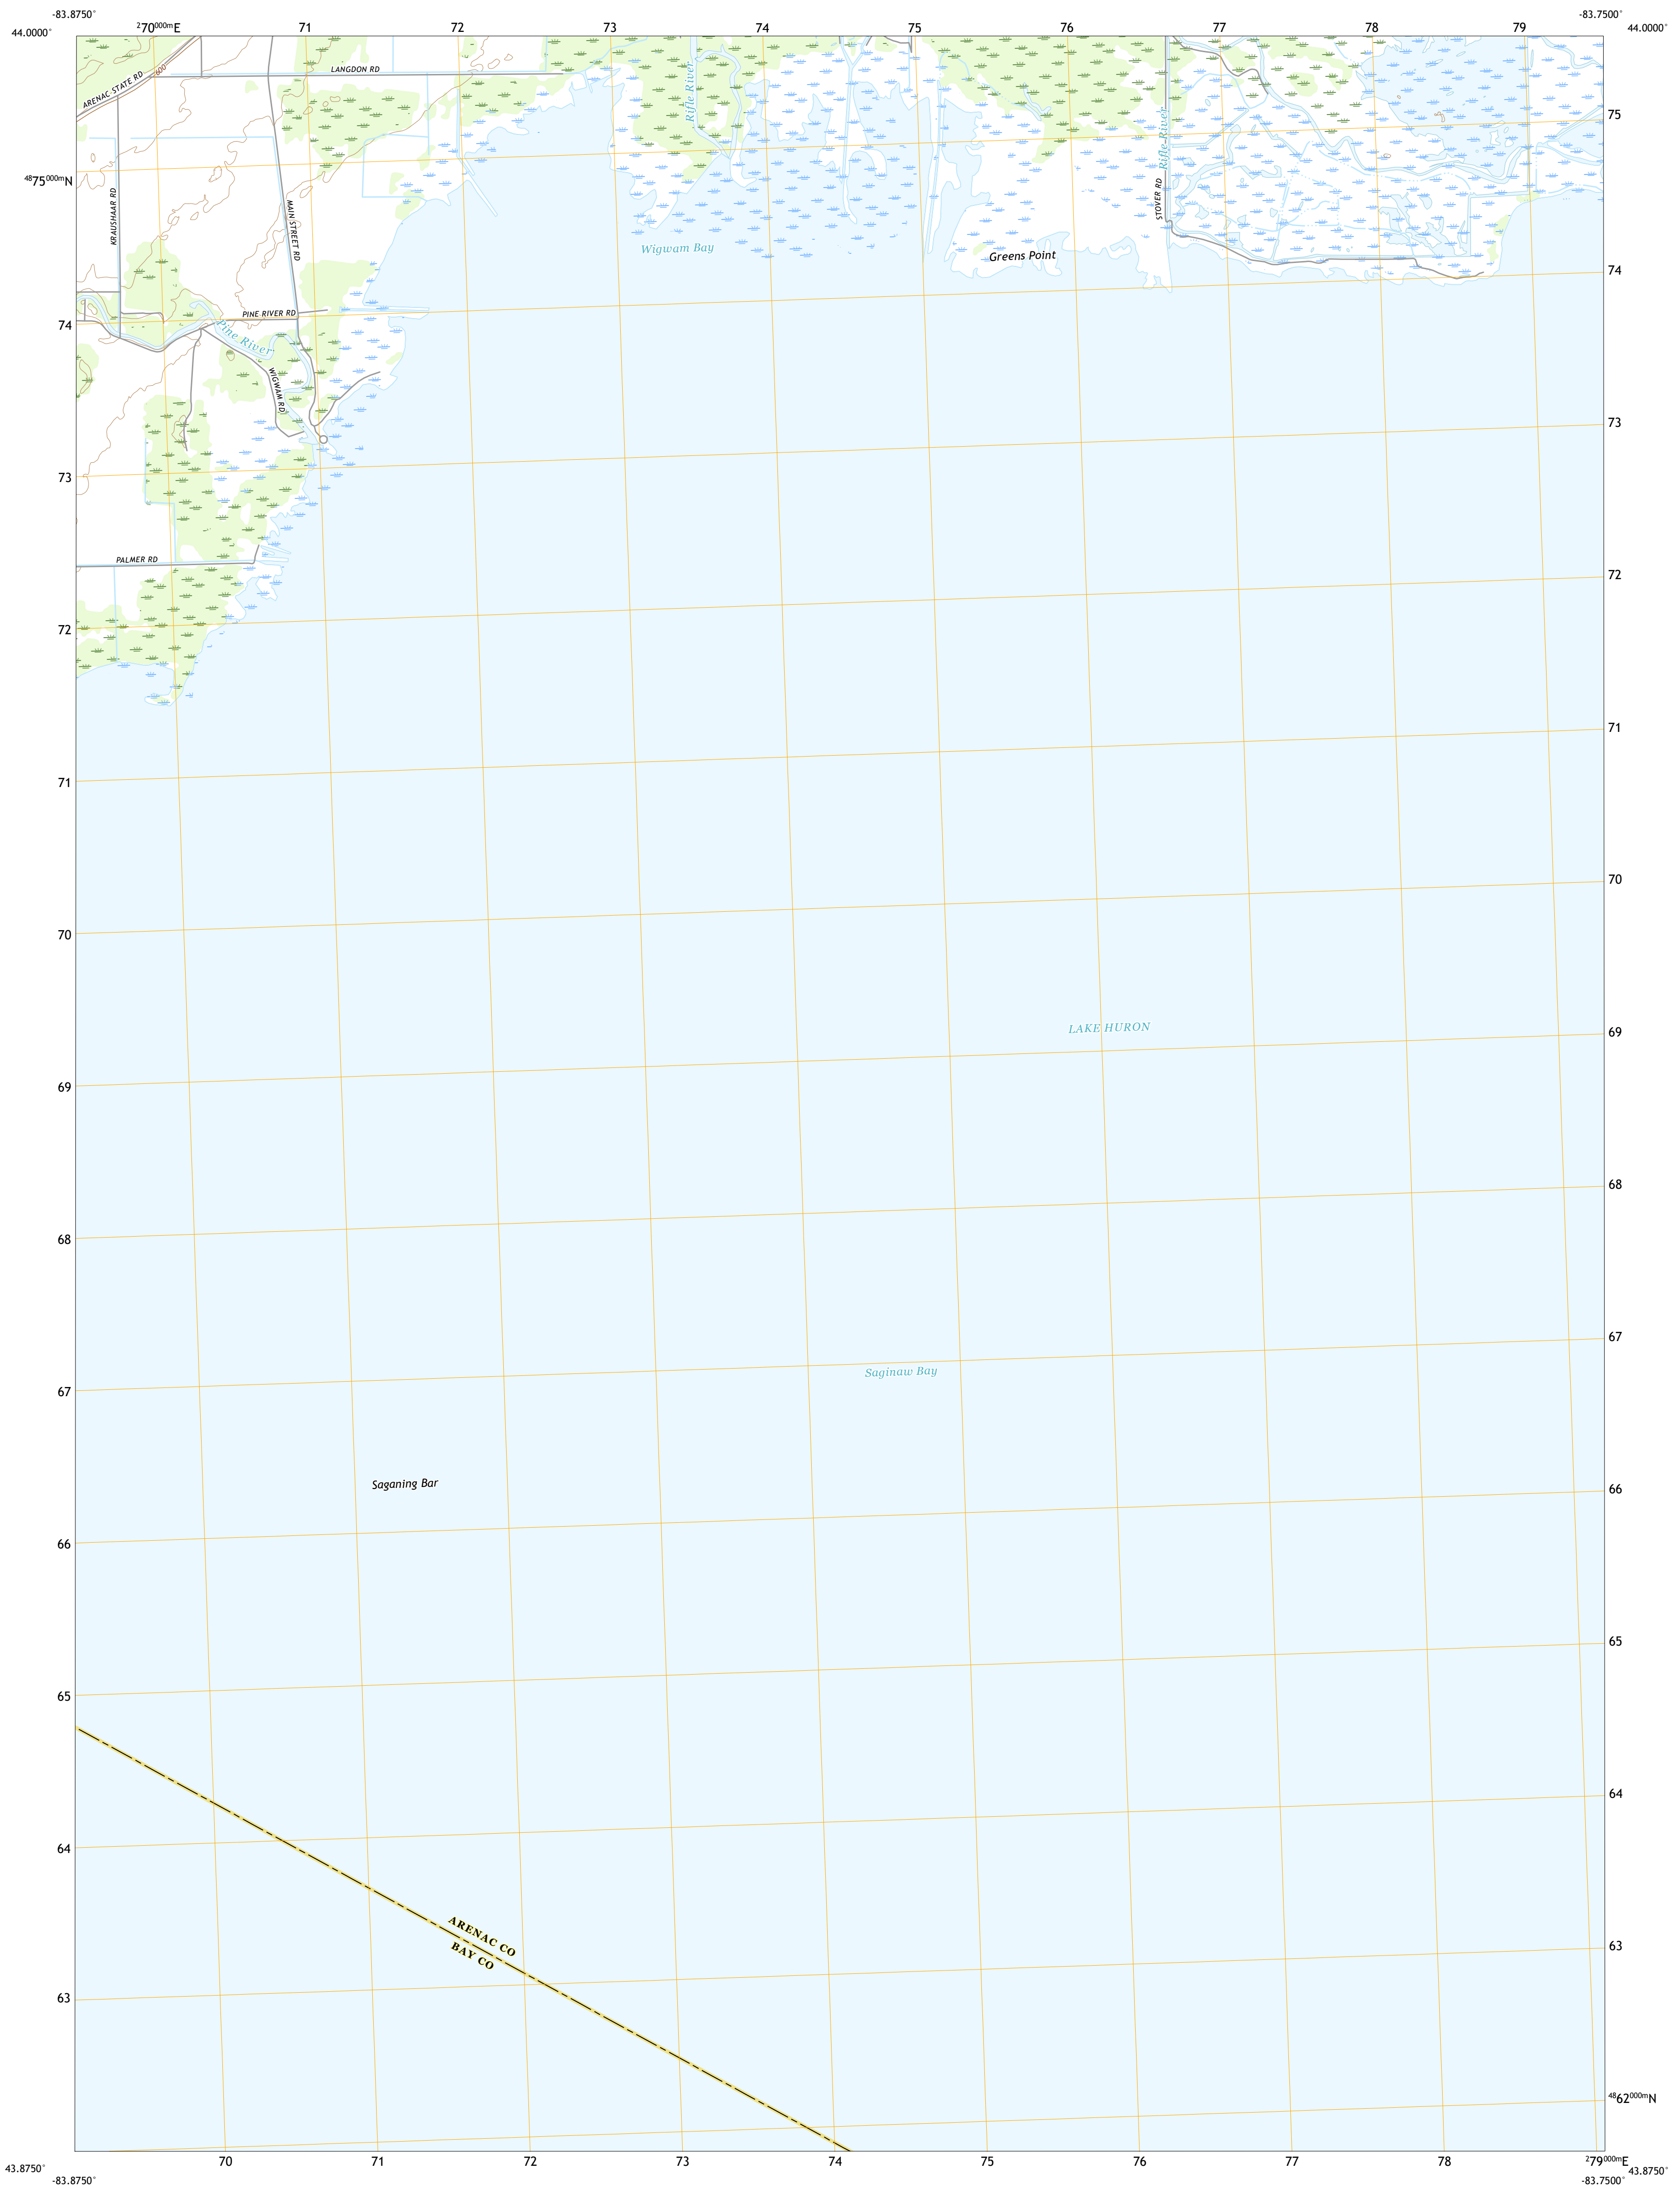 -83.8750°
-83.7500°
44.0000°
²70⁰⁰⁰ᵐE
71
72
73
74
75
76
77
78
79
44.0000°
LANGDON RD
ARENAC STATE RD
600
Rifle River
Rifle River
75
⁴⁸75⁰⁰⁰ᵐN
KRAUSHAAR RD
MAIN STREET RD
STOVER RD
Wigwam Bay
Greens Point
74
PINE RIVER RD
74
Pine River
WIGWAM RD
73
73
PALMER RD
72
72
71
71
70
70
LAKE HURON
69
69
68
68
67
Saginaw Bay
67
Saganing Bar
66
66
65
65
64
64
ARENAC CO
BAY CO
63
63
⁴⁸62⁰⁰⁰ᵐN
70
71
72
73
74
75
76
77
78
²79⁰⁰⁰ᵐE
43.8750°
43.8750°
-83.8750°
-83.7500°